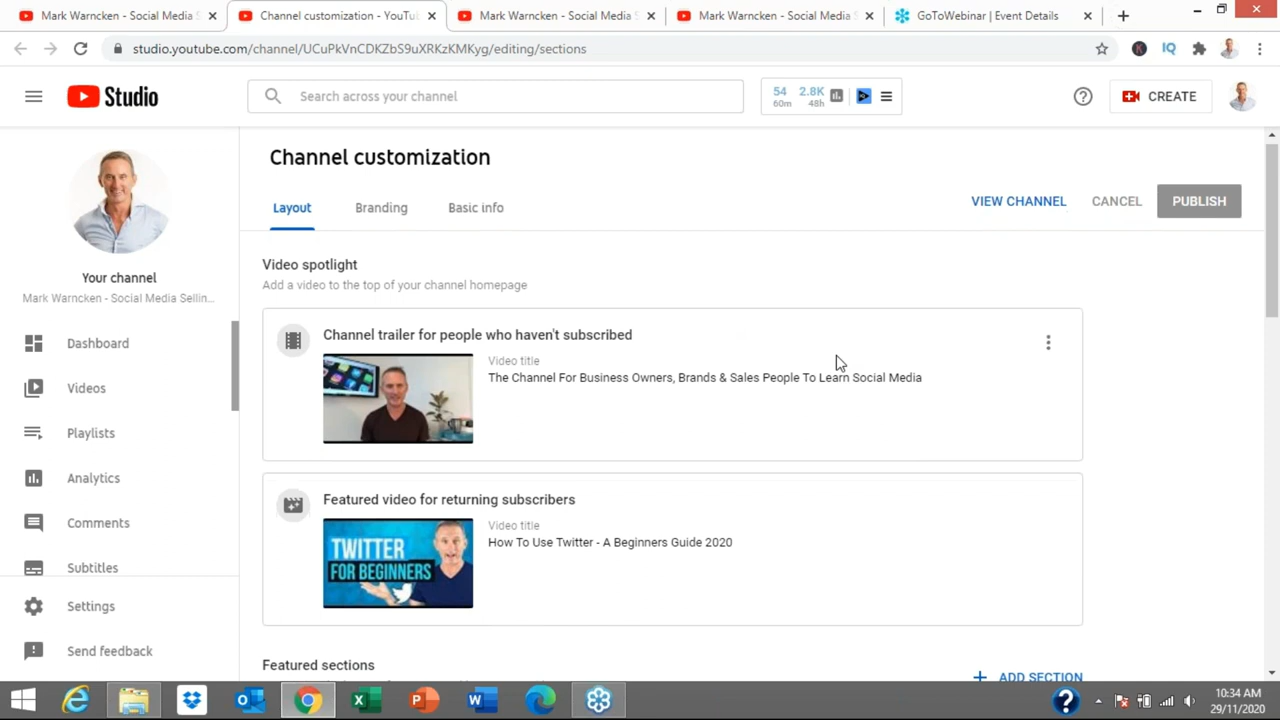 Mark Warncken - Social Media S
Channel customization - YouTu
Mark Warncken - Social Media S
Mark Warncken - Social Media S
GoToWebinar | Event Details
studio.youtube.com/channel/UCuPkVnCDKZbS9uXRKzKMKyg/editing/sections
K
IQ
Studio
Search across your channel
54
60m
2.8K
48h
CREATE
Channel customization
Layout
Branding
Basic info
VIEW CHANNEL
CANCEL
PUBLISH
Your channel
Mark Warncken - Social Media Sellin...
Dashboard
Videos
Playlists
Analytics
Comments
Subtitles
Settings
Send feedback
Video spotlight
Add a video to the top of your channel homepage
Channel trailer for people who haven't subscribed
Video title
The Channel For Business Owners, Brands & Sales People To Learn Social Media
Featured video for returning subscribers
TWITTER
FOR BEGINNERS
Video title
How To Use Twitter - A Beginners Guide 2020
Featured sections
ADD SECTION
10:34 AM
29/11/2020